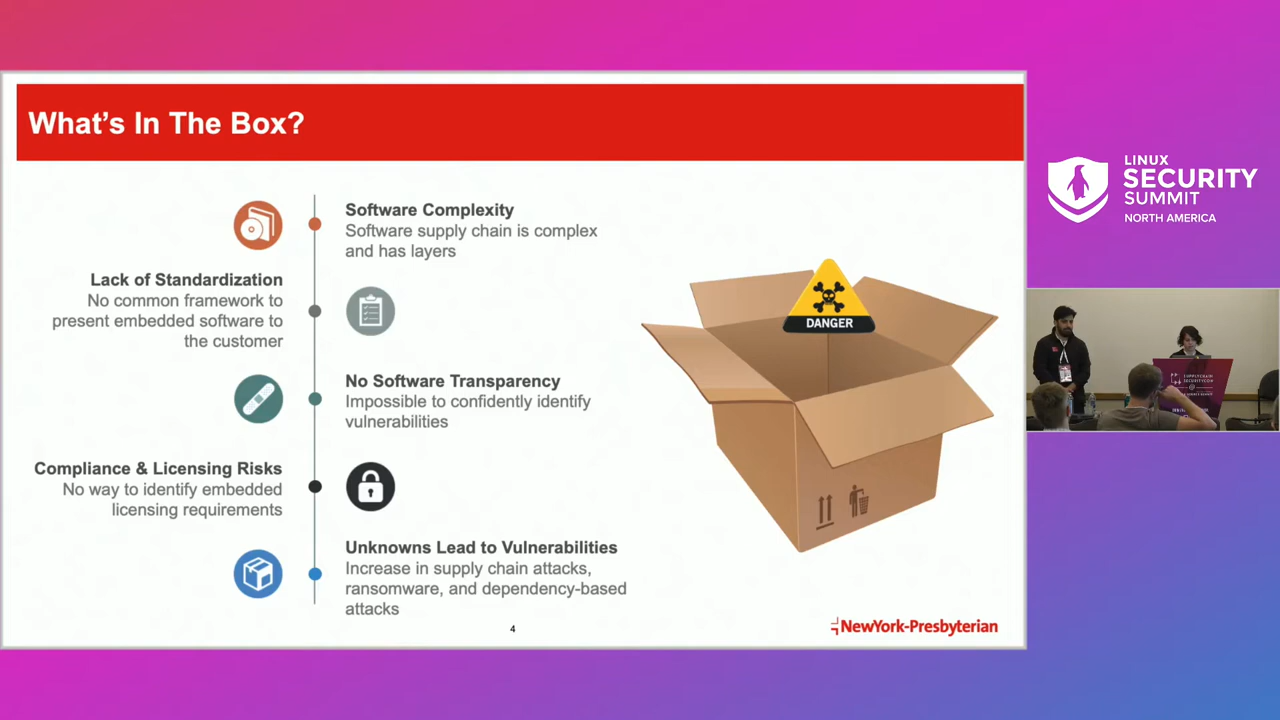 What's In The Box?
Software Complexity
Software supply chain is complex
and has layers
Lack of Standardization
No common framework to
present embedded software to
the customer
No Software Transparency
Impossible to confidently identify
vulnerabilities
Compliance & Licensing Risks
No way to identify embedded
licensing requirements
Unknowns Lead to Vulnerabilities
Increase in supply chain attacks,
ransomware, and dependency-based
attacks
DANGER
4
NewYork-Presbyterian
LINUX
SECURITY
SUMMIT
NORTH AMERICA